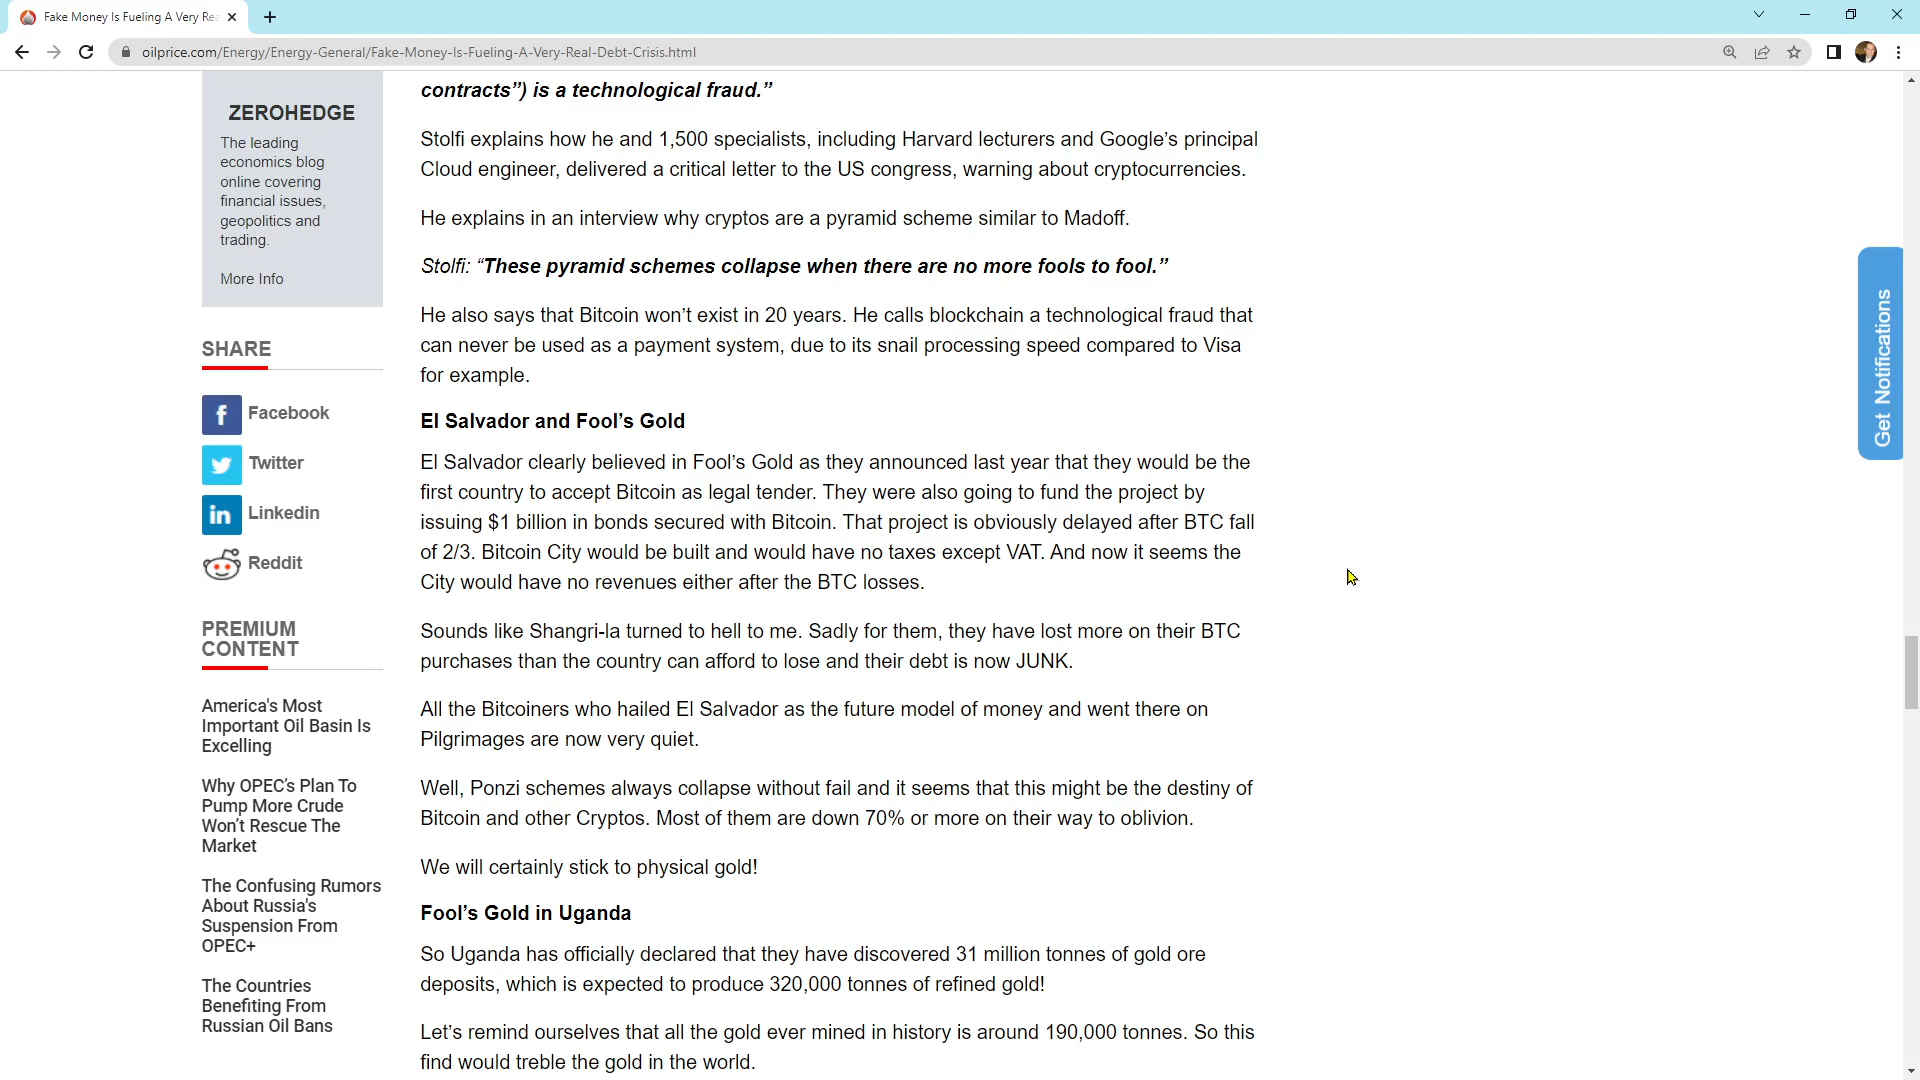 Fake Money Is Fueling A Very Rea
oilprice.com/Energy/Energy-General/Fake-Money-Is-Fueling-A-Very-Real-Debt-Crisis.html
ZEROHEDGE
The leading
economics blog
online covering
financial issues,
geopolitics and
trading.
More Info
SHARE
Facebook
Twitter
Linkedin
Reddit
PREMIUM
CONTENT
America's Most
Important Oil Basin Is
Excelling
Why OPEC’s Plan To
Pump More Crude
Won’t Rescue The
Market
The Confusing Rumors
About Russia's
Suspension From
OPEC+
The Countries
Benefiting From
Russian Oil Bans
contracts”) is a technological fraud.”
Stolfi explains how he and 1,500 specialists, including Harvard lecturers and Google’s principal
Cloud engineer, delivered a critical letter to the US congress, warning about cryptocurrencies.
He explains in an interview why cryptos are a pyramid scheme similar to Madoff.
Stolfi: “These pyramid schemes collapse when there are no more fools to fool.”
He also says that Bitcoin won’t exist in 20 years. He calls blockchain a technological fraud that
can never be used as a payment system, due to its snail processing speed compared to Visa
for example.
El Salvador and Fool’s Gold
El Salvador clearly believed in Fool’s Gold as they announced last year that they would be the
first country to accept Bitcoin as legal tender. They were also going to fund the project by
issuing $1 billion in bonds secured with Bitcoin. That project is obviously delayed after BTC fall
of 2/3. Bitcoin City would be built and would have no taxes except VAT. And now it seems the
City would have no revenues either after the BTC losses.
Sounds like Shangri-la turned to hell to me. Sadly for them, they have lost more on their BTC
purchases than the country can afford to lose and their debt is now JUNK.
All the Bitcoiners who hailed El Salvador as the future model of money and went there on
Pilgrimages are now very quiet.
Well, Ponzi schemes always collapse without fail and it seems that this might be the destiny of
Bitcoin and other Cryptos. Most of them are down 70% or more on their way to oblivion.
We will certainly stick to physical gold!
Fool’s Gold in Uganda
So Uganda has officially declared that they have discovered 31 million tonnes of gold ore
deposits, which is expected to produce 320,000 tonnes of refined gold!
Let’s remind ourselves that all the gold ever mined in history is around 190,000 tonnes. So this
find would treble the gold in the world.
Get Notifications